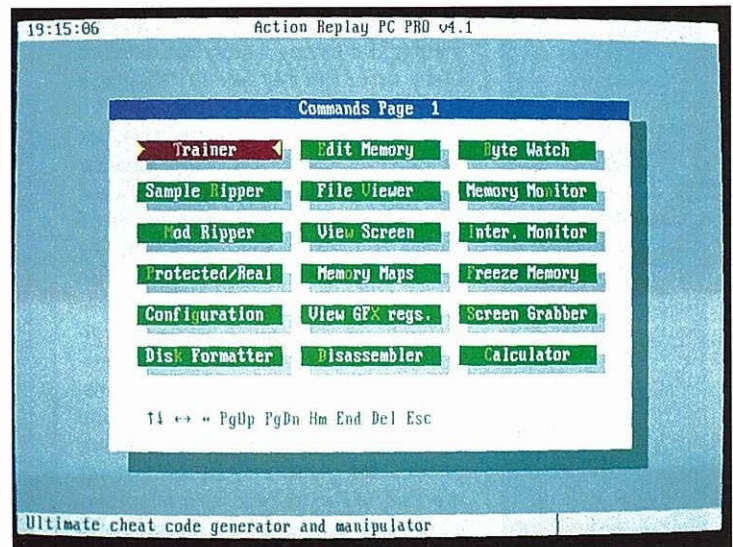 19:15:06 Action Replay PC PRO v4.1
Commands Page 1
Trainer Edit Memory Byte Watch
Sample Ripper File Viewer Memory Monitor
Mod Ripper View Screen Inter. Monitor
Protected/Real Memory Maps Freeze Memory
Configuration View GFX regs. Screen Grabber
Disk Formatter Disassembler Calculator
↑↓ ↔ ↔ PgUp PgDn Hm End Del Esc
Ultimate cheat code generator and manipulator